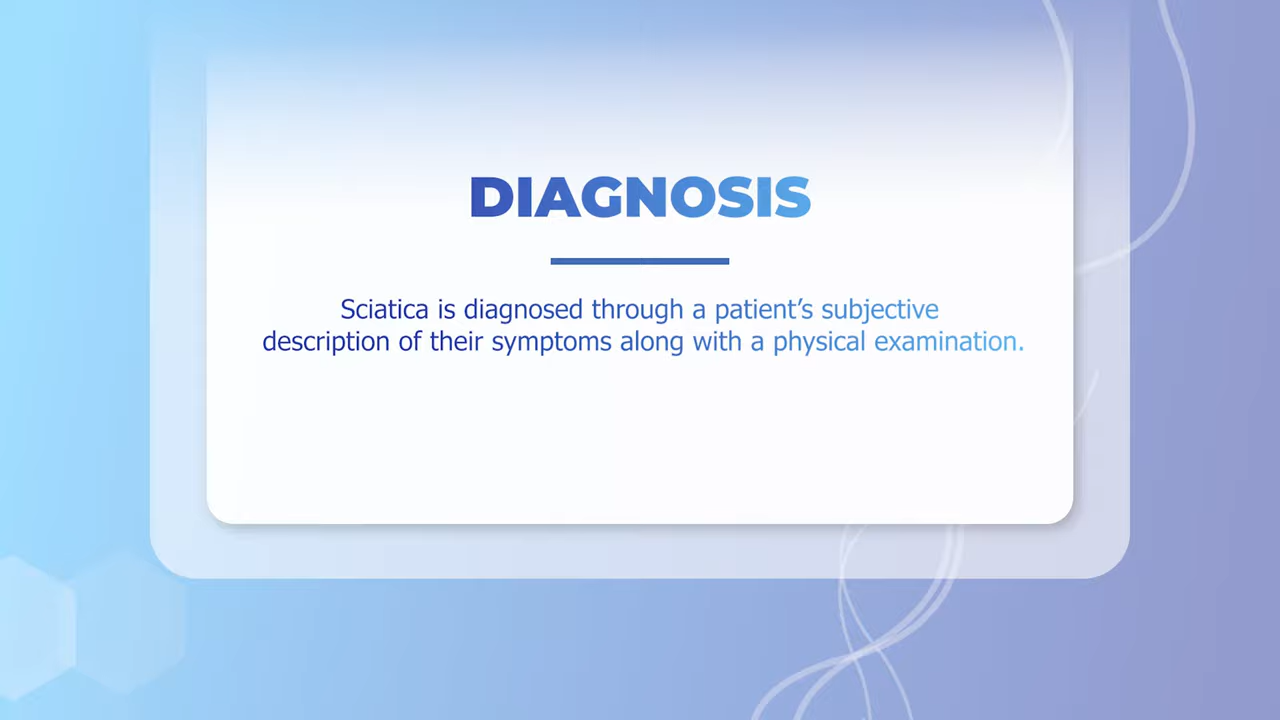 DIAGNOSIS
Sciatica is diagnosed through a patient’s subjective
description of their symptoms along with a physical examination.